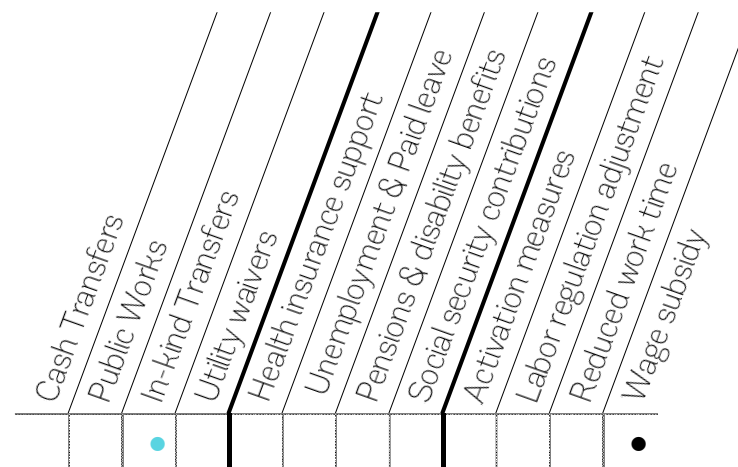 Cash Transfers
Public Works
In-kind Transfers
Utility waivers
Health insurance support
Unemployment & Paid leave
Pensions & disability benefits
Social security contributions
Activation measures
Labor regulation adjustment
Reduced work time
Wage subsidy